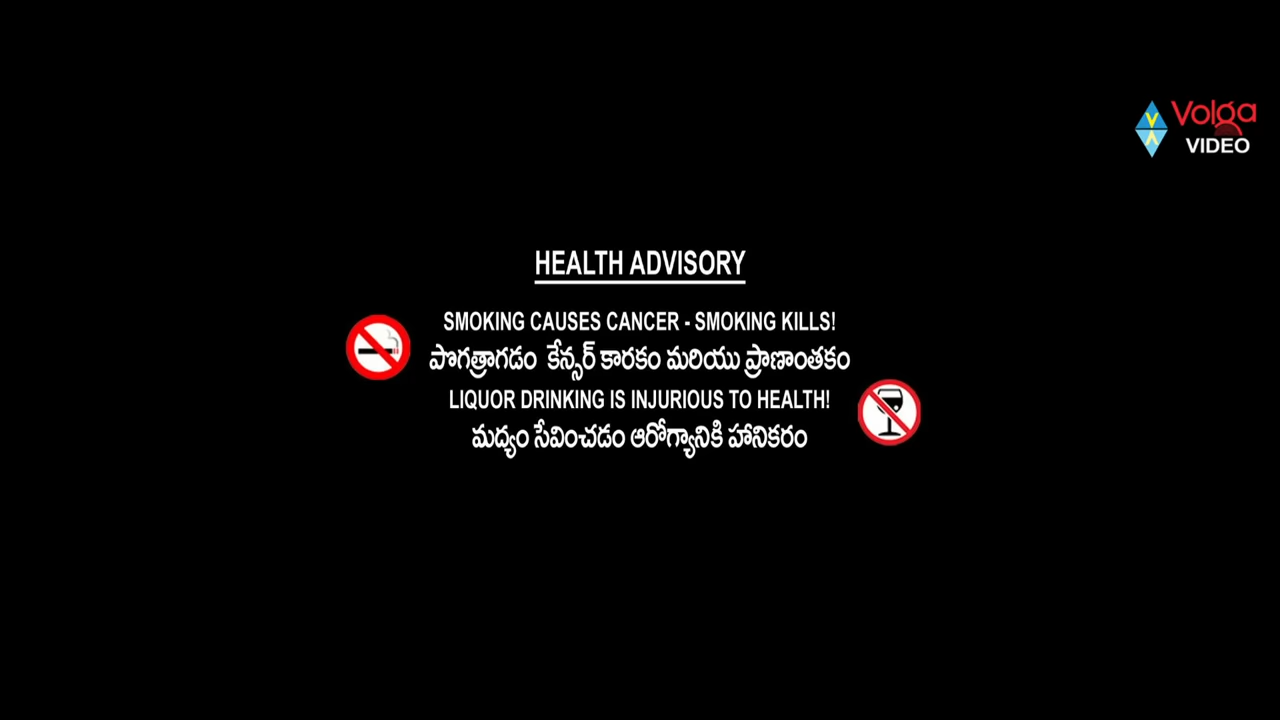 Volga
VIDEO
HEALTH ADVISORY
SMOKING CAUSES CANCER - SMOKING KILLS!
పొగత్రాగడం కేన్సర్ కారకం మరియు ప్రాణాంతకం
LIQUOR DRINKING IS INJURIOUS TO HEALTH!
మద్యం సేవించడం ఆరోగ్యానికి హానికరం